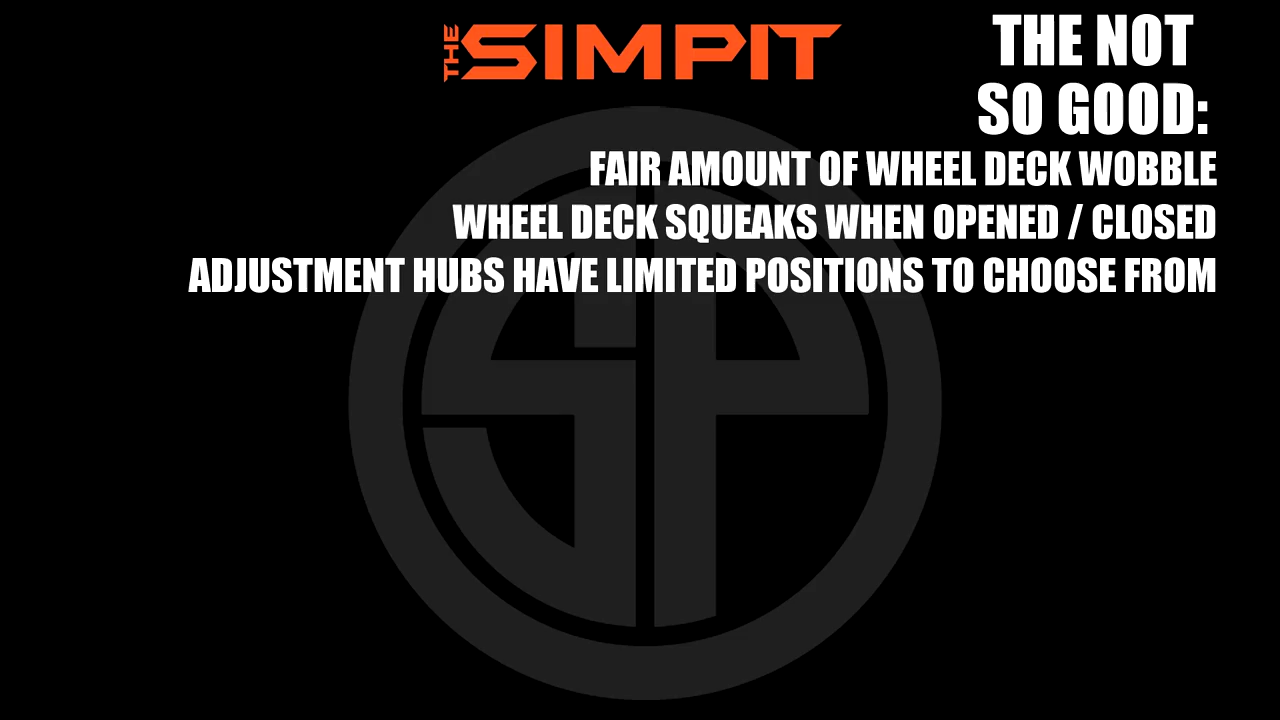 THE SIMPIT
THE NOT
SO GOOD:
FAIR AMOUNT OF WHEEL DECK WOBBLE
WHEEL DECK SQUEAKS WHEN OPENED / CLOSED
ADJUSTMENT HUBS HAVE LIMITED POSITIONS TO CHOOSE FROM
SP